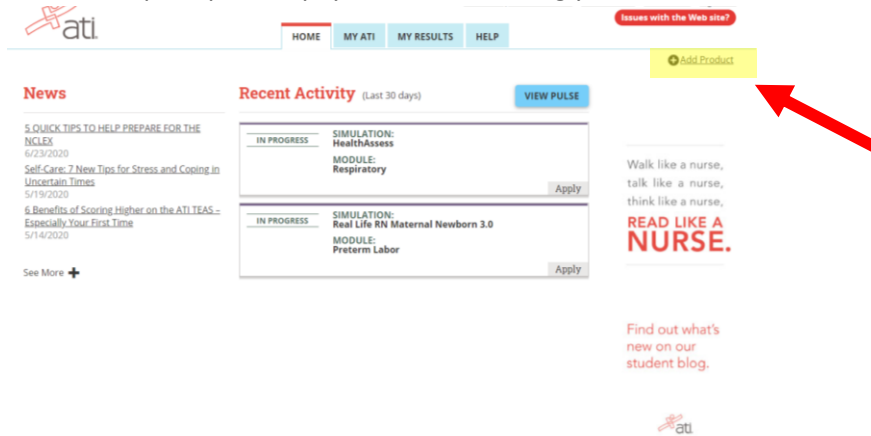 ati
HOME
MY ATI
MY RESULTS
HELP
Issues with the Web site?
Add Product
News
5 QUICK TIPS TO HELP PREPARE FOR THE
NCLEX
6/23/2020
Self-Care: 7 New Tips for Stress and Coping in
Uncertain Times
5/19/2020
6 Benefits of Scoring Higher on the ATI TEAS –
Especially Your First Time
5/14/2020
See More
Recent Activity (Last 30 days)
VIEW PULSE
IN PROGRESS
SIMULATION:
HealthAssess
MODULE:
Respiratory
Apply
IN PROGRESS
SIMULATION:
Real Life RN Maternal Newborn 3.0
MODULE:
Preterm Labor
Apply
Walk like a nurse,
talk like a nurse,
think like a nurse,
READ LIKE A
NURSE.
Find out what's
new on our
student blog.
ati